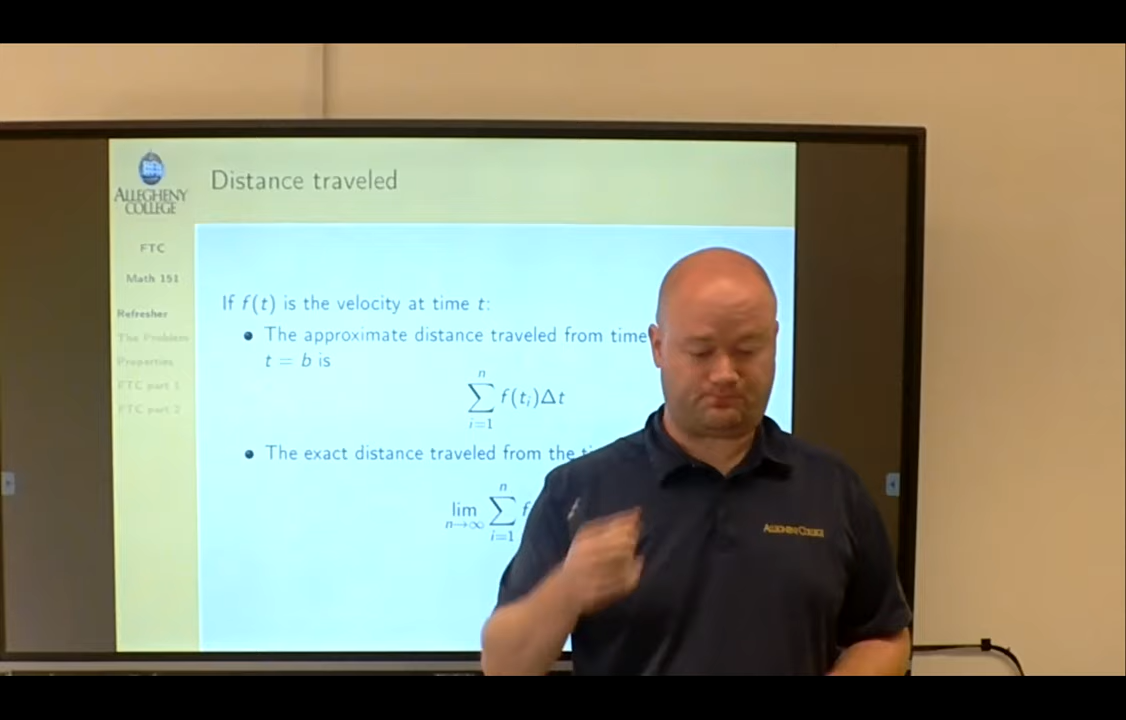 ALLEGHENY
COLLEGE
Distance traveled
FTC
Math 151
Refresher
The Problem
Properties
FTC part 1
FTC part 2
If f(t) is the velocity at time t:
• The approximate distance traveled from time
t = b is
n
∑ f(tᵢ)Δt
i=1
• The exact distance traveled from the
n
lim ∑ f
n→∞ i=1
ALLEGHENY COLLEGE